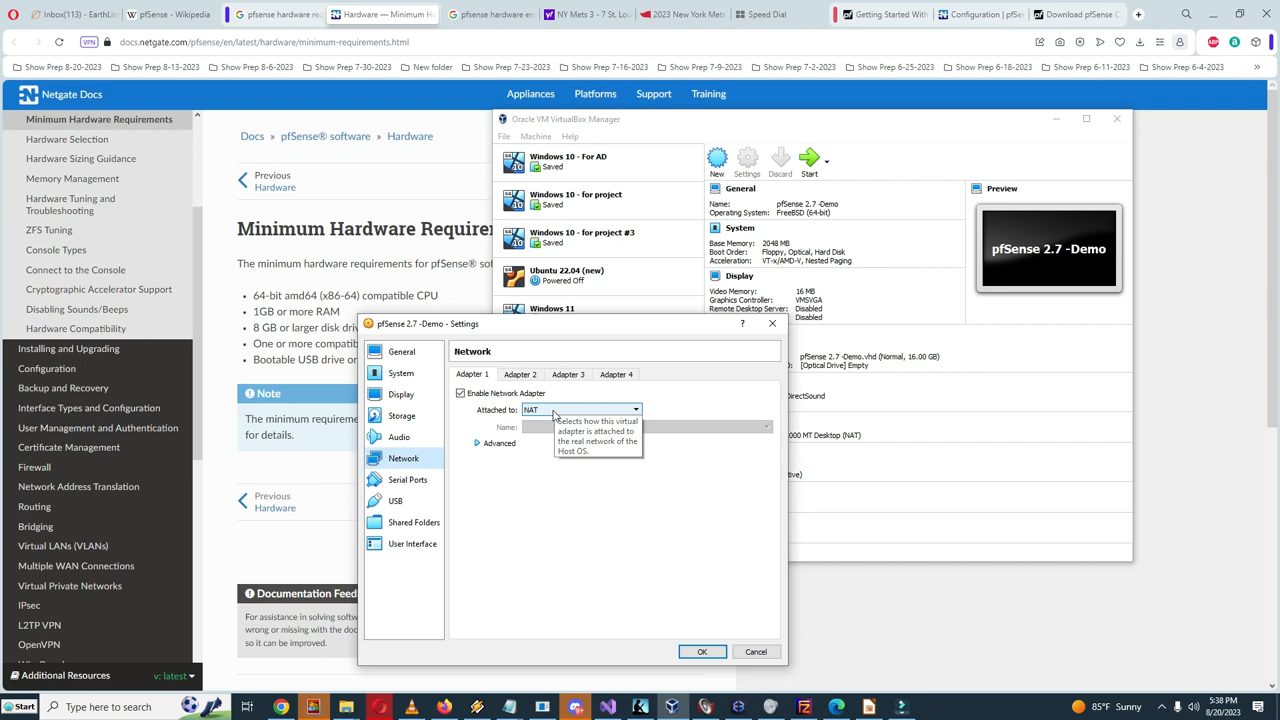 Inbox(113) - EarthLin
pfSense - Wikipedia
pfsense hardware req
Hardware — Minimum H
pfsense hardware enc
NY Mets 3 - 7 St. Lou
2023 New York Mets
Speed Dial
Getting Started With
Configuration | pfSen
Download pfSense C
VPN
docs.netgate.com/pfsense/en/latest/hardware/minimum-requirements.html
Show Prep 8-20-2023
Show Prep 8-13-2023
Show Prep 8-6-2023
Show Prep 7-30-2023
New folder
Show Prep 7-23-2023
Show Prep 7-16-2023
Show Prep 7-9-2023
Show Prep 7-2-2023
Show Prep 6-25-2023
Show Prep 6-18-2023
Show Prep 6-11-2023
Show Prep 6-4-2023
»
Netgate Docs
Appliances
Platforms
Support
Training
Minimum Hardware Requirements
Hardware Selection
Hardware Sizing Guidance
Memory Management
Hardware Tuning and
Troubleshooting
ZFS Tuning
Console Types
Connect to the Console
Cryptographic Accelerator Support
Disabling Sounds/Beeps
Hardware Compatibility
Installing and Upgrading
Configuration
Backup and Recovery
Interface Types and Configuration
User Management and Authentication
Certificate Management
Firewall
Network Address Translation
Routing
Bridging
Virtual LANs (VLANs)
Multiple WAN Connections
Virtual Private Networks
IPsec
L2TP VPN
OpenVPN
Additional Resources
v: latest
Docs
pfSense® software
Hardware
Previous
Hardware
Minimum Hardware Requirer
The minimum hardware requirements for pfSense® sof
64-bit amd64 (x86-64) compatible CPU
1GB or more RAM
8 GB or larger disk driv
One or more compatib
Bootable USB drive or
Note
The minimum requirement
for details.
Previous
Hardware
Documentation Feed
For assistance in solving softw
wrong or missing with the doc
so it can be improved.
Oracle VM VirtualBox Manager
File
Machine
Help
Windows 10 - For AD
Saved
Windows 10 - for project
Saved
Windows 10 - for project #3
Saved
Ubuntu 22.04 (new)
Powered Off
Windows 11
New
Settings
Discard
Start
General
Name:
pfSense 2.7 -Demo
Operating System:
FreeBSD (64-bit)
System
Base Memory:
2048 MB
Boot Order:
Floppy, Optical, Hard Disk
Acceleration:
VT-x/AMD-V, Nested Paging
Display
Video Memory:
16 MB
Graphics Controller:
VMSVGA
Remote Desktop Server:
Disabled
Disabled
pfSense 2.7 -Demo.vhd (Normal, 16.00 GB)
[Optical Drive] Empty
DirectSound
000 MT Desktop (NAT)
tive)
Preview
pfSense 2.7 -Demo
pfSense 2.7 -Demo - Settings
?
General
System
Display
Storage
Audio
Network
Serial Ports
USB
Shared Folders
User Interface
Network
Adapter 1
Adapter 2
Adapter 3
Adapter 4
Enable Network Adapter
Attached to:
NAT
Name:
Advanced
Selects how this virtual
adapter is attached to
the real network of the
Host OS.
OK
Cancel
Start
Type here to search
85°F Sunny
5:38 PM
8/20/2023